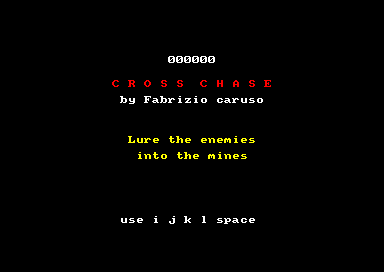 000000
C R O S S  C H A S E
by Fabrizio caruso
Lure the enemies
into the mines
use i j k l space